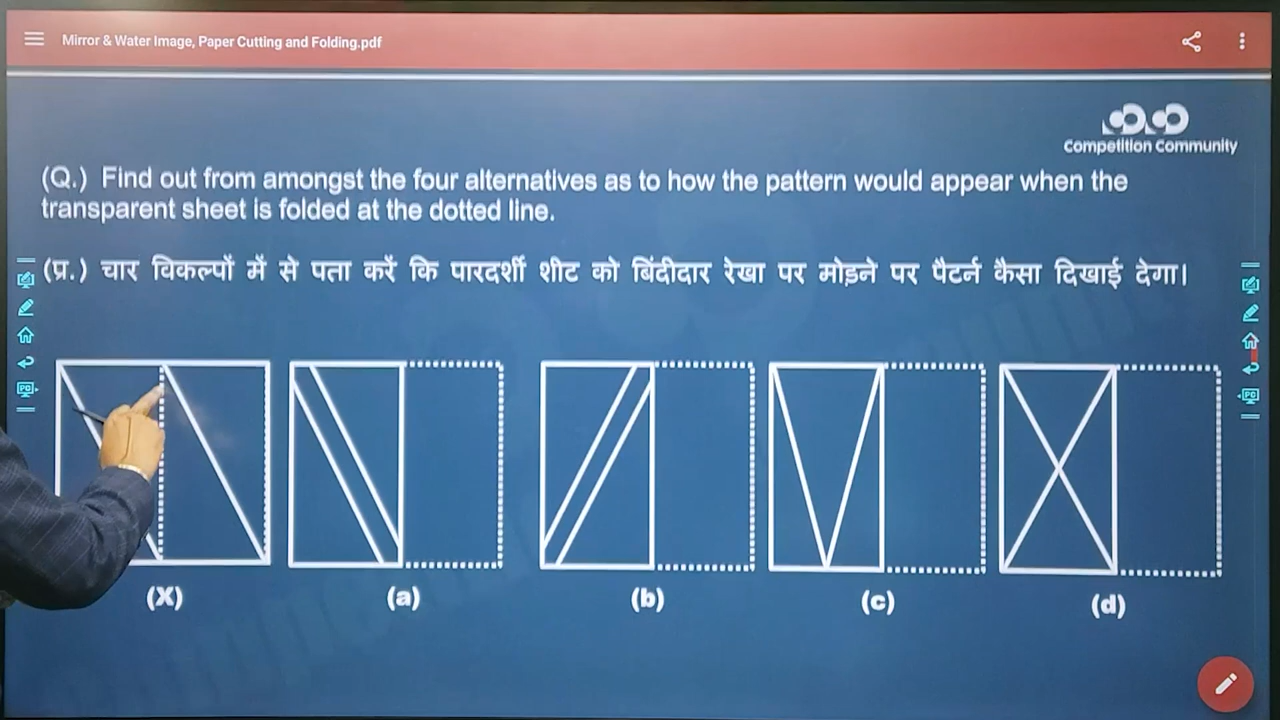 Mirror & Water Image, Paper Cutting and Folding.pdf
Competition Community
(Q.) Find out from amongst the four alternatives as to how the pattern would appear when the
transparent sheet is folded at the dotted line.
(प्र.) चार विकल्पों में से पता करें कि पारदर्शी शीट को बिंदीदार रेखा पर मोड़ने पर पैटर्न कैसा दिखाई देगा।
(X) (a) (b) (c) (d)